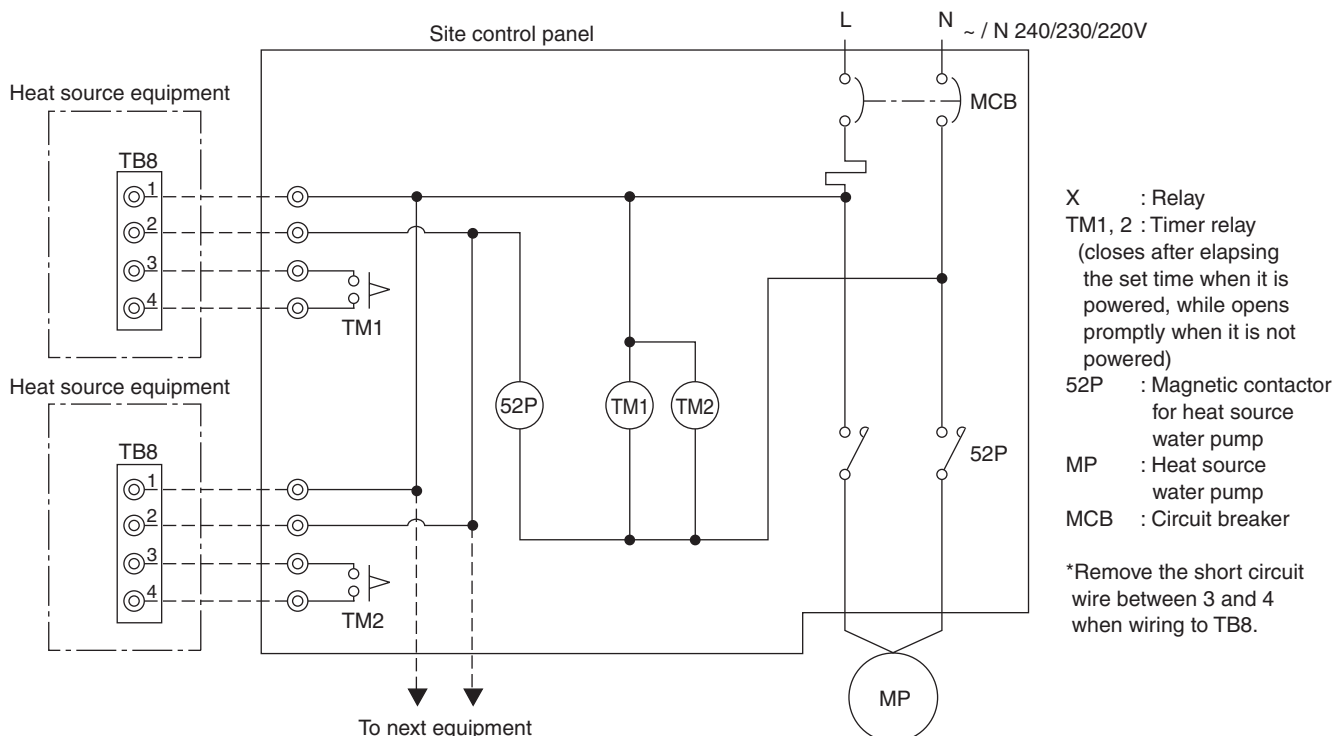 Site control panel
L
N
~ / N 240/230/220V
MCB
Heat source equipment
TB8
1
2
3
4
TM1
52P
TM1
TM2
52P
MP
Heat source equipment
TB8
1
2
3
4
TM2
To next equipment
X : Relay
TM1, 2 : Timer relay
(closes after elapsing
the set time when it is
powered, while opens
promptly when it is not
powered)
52P : Magnetic contactor
for heat source
water pump
MP : Heat source
water pump
MCB : Circuit breaker
*Remove the short circuit
wire between 3 and 4
when wiring to TB8.